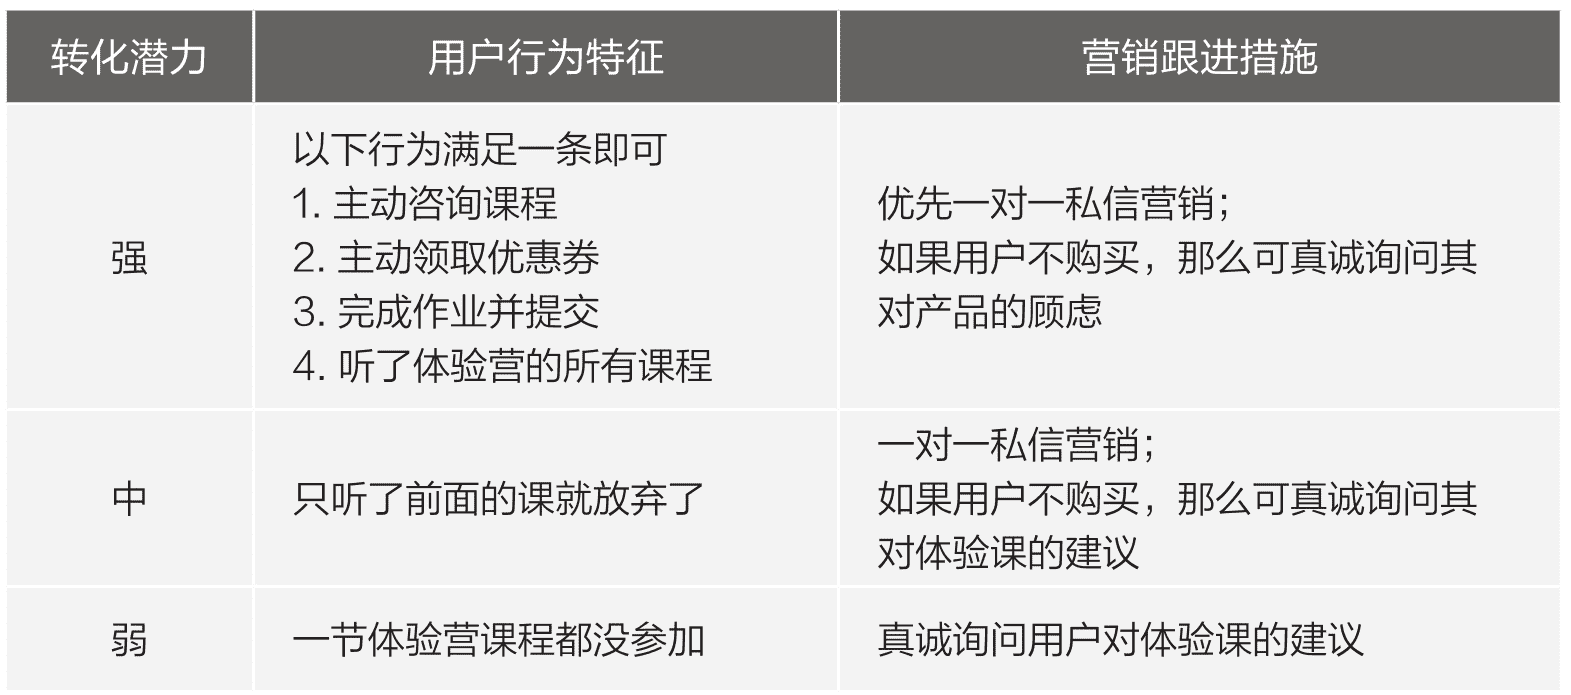 转化潜力
用户行为特征
营销跟进措施
强
以下行为满足一条即可
1. 主动咨询课程
2. 主动领取优惠券
3. 完成作业并提交
4. 听了体验营的所有课程
优先一对一私信营销；
如果用户不购买，那么可真诚询问其
对产品的顾虑
中
只听了前面的课就放弃了
一对一私信营销；
如果用户不购买，那么可真诚询问其
对体验课的建议
弱
一节体验营课程都没参加
真诚询问用户对体验课的建议